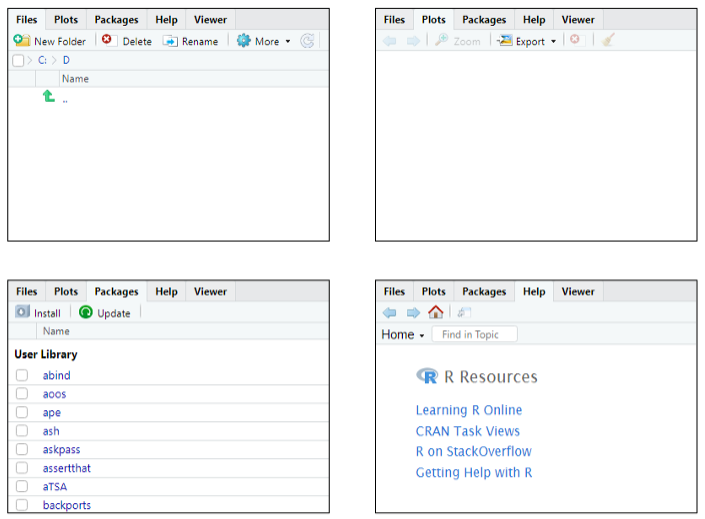 Files Plots Packages Help Viewer
New Folder Delete Rename More
C: D
Name
..
Files Plots Packages Help Viewer
Zoom Export
Files Plots Packages Help Viewer
Install Update
Name
User Library
abind
aoos
ape
ash
askpass
assertthat
aTSA
backports
Files Plots Packages Help Viewer
Home Find in Topic
R R Resources
Learning R Online
CRAN Task Views
R on StackOverflow
Getting Help with R